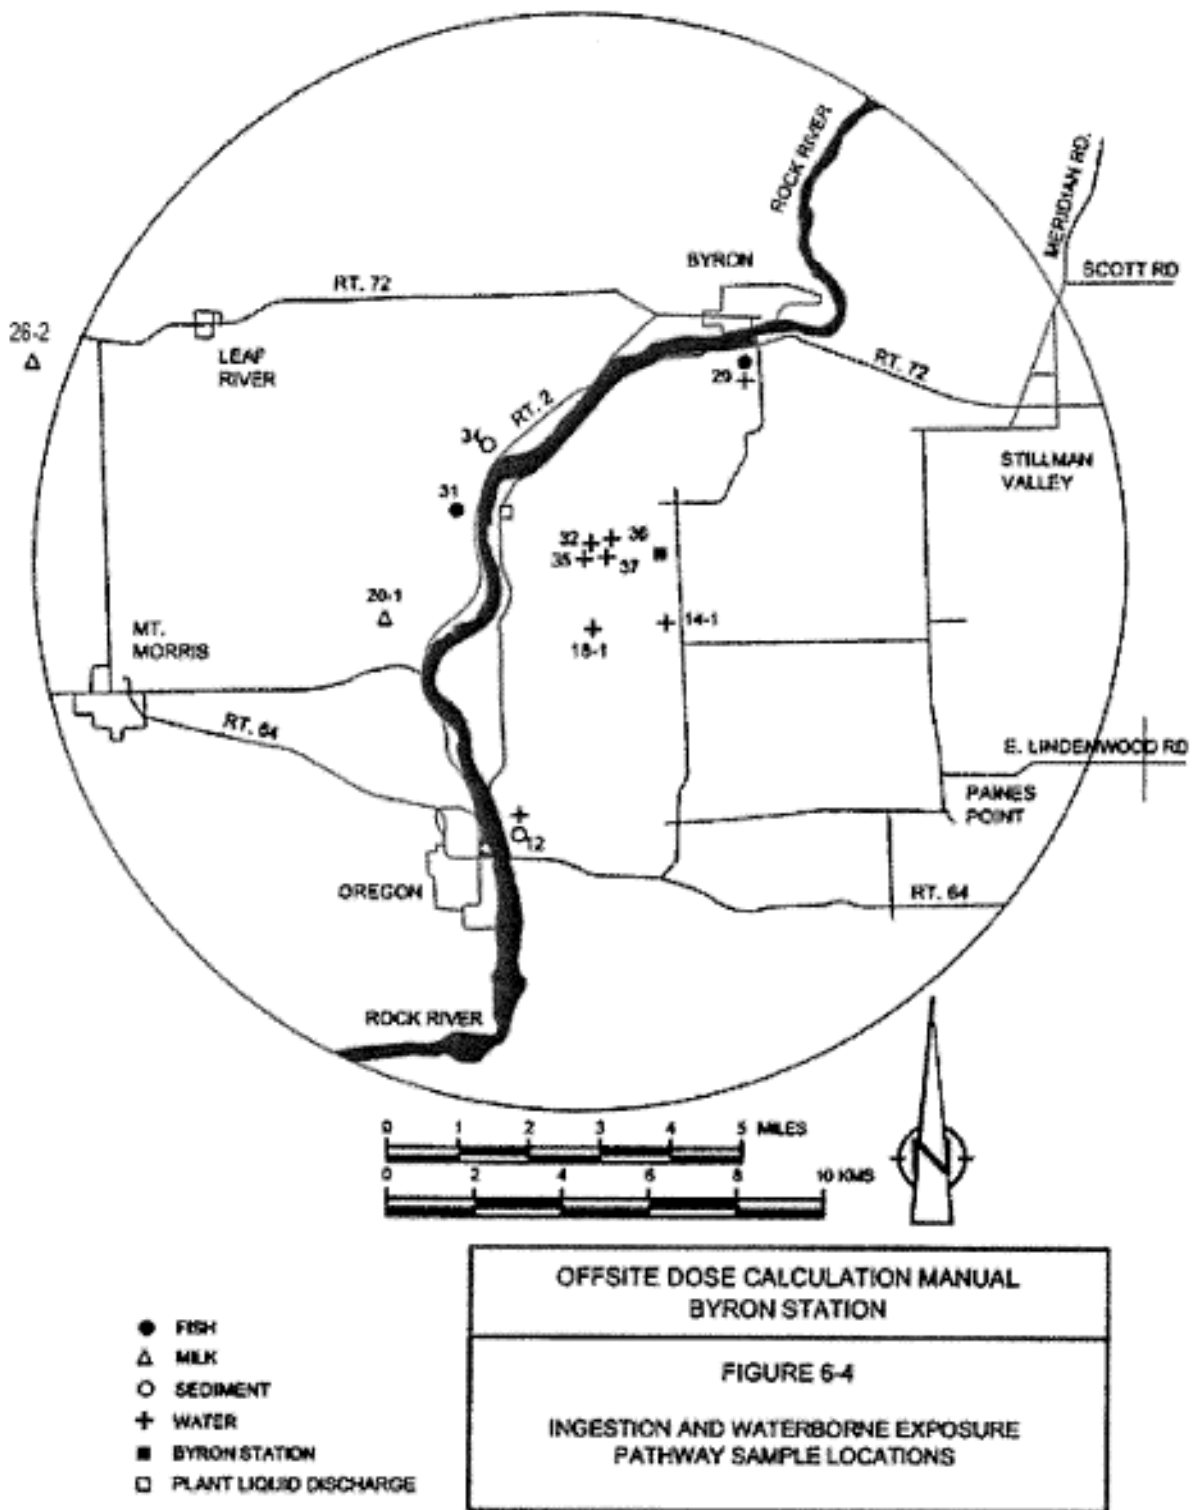 ROCK RIVER
MERIDIAN RD.
SCOTT RD
BYRON
RT. 72
26-2
LEAF
RIVER
29
RT. 72
RT. 2
34
STILLMAN
VALLEY
31
32
36
35
37
20-1
14-1
18-1
MT.
MORRIS
RT. 64
E. LINDENWOOD RD
PAINES
POINT
12
OREGON
RT. 64
ROCK RIVER
0 1 2 3 4 5 MILES
0 2 4 6 8 10 KMS
N
OFFSITE DOSE CALCULATION MANUAL
BYRON STATION
FIGURE 6-4
INGESTION AND WATERBORNE EXPOSURE
PATHWAY SAMPLE LOCATIONS
FISH
MILK
SEDIMENT
WATER
BYRON STATION
PLANT LIQUID DISCHARGE